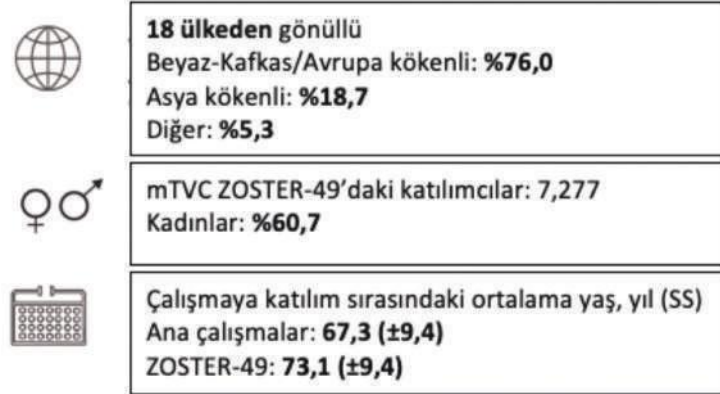 18 ülkeden gönüllü
Beyaz-Kafkas/Avrupa kökenli: %76,0
Asya kökenli: %18,7
Diğer: %5,3
mTVC ZOSTER-49’daki katılımcılar: 7,277
Kadınlar: %60,7
Çalışmaya katılım sırasındaki ortalama yaş, yıl (SS)
Ana çalışmalar: 67,3 (±9,4)
ZOSTER-49: 73,1 (±9,4)